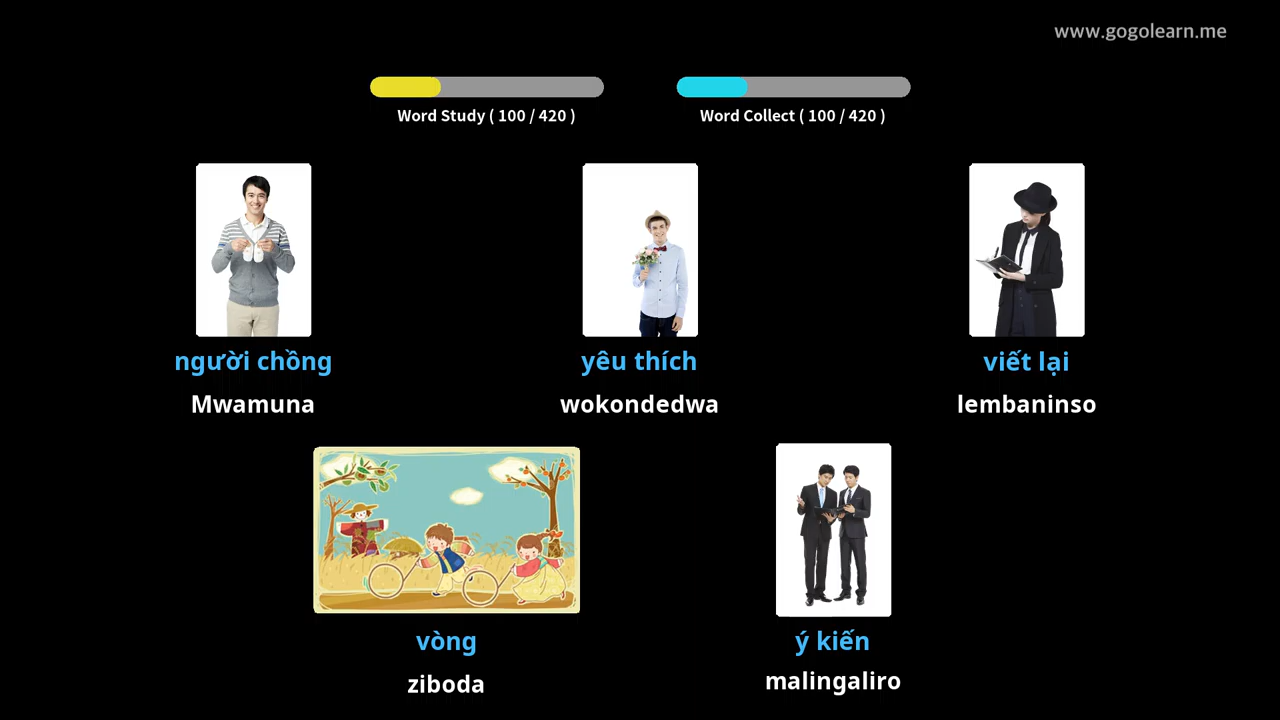 www.gogolearn.me
Word Study ( 100 / 420 )
Word Collect ( 100 / 420 )
người chồng
Mwamuna
yêu thích
wokondedwa
viết lại
lembaninso
vòng
ziboda
ý kiến
malingaliro